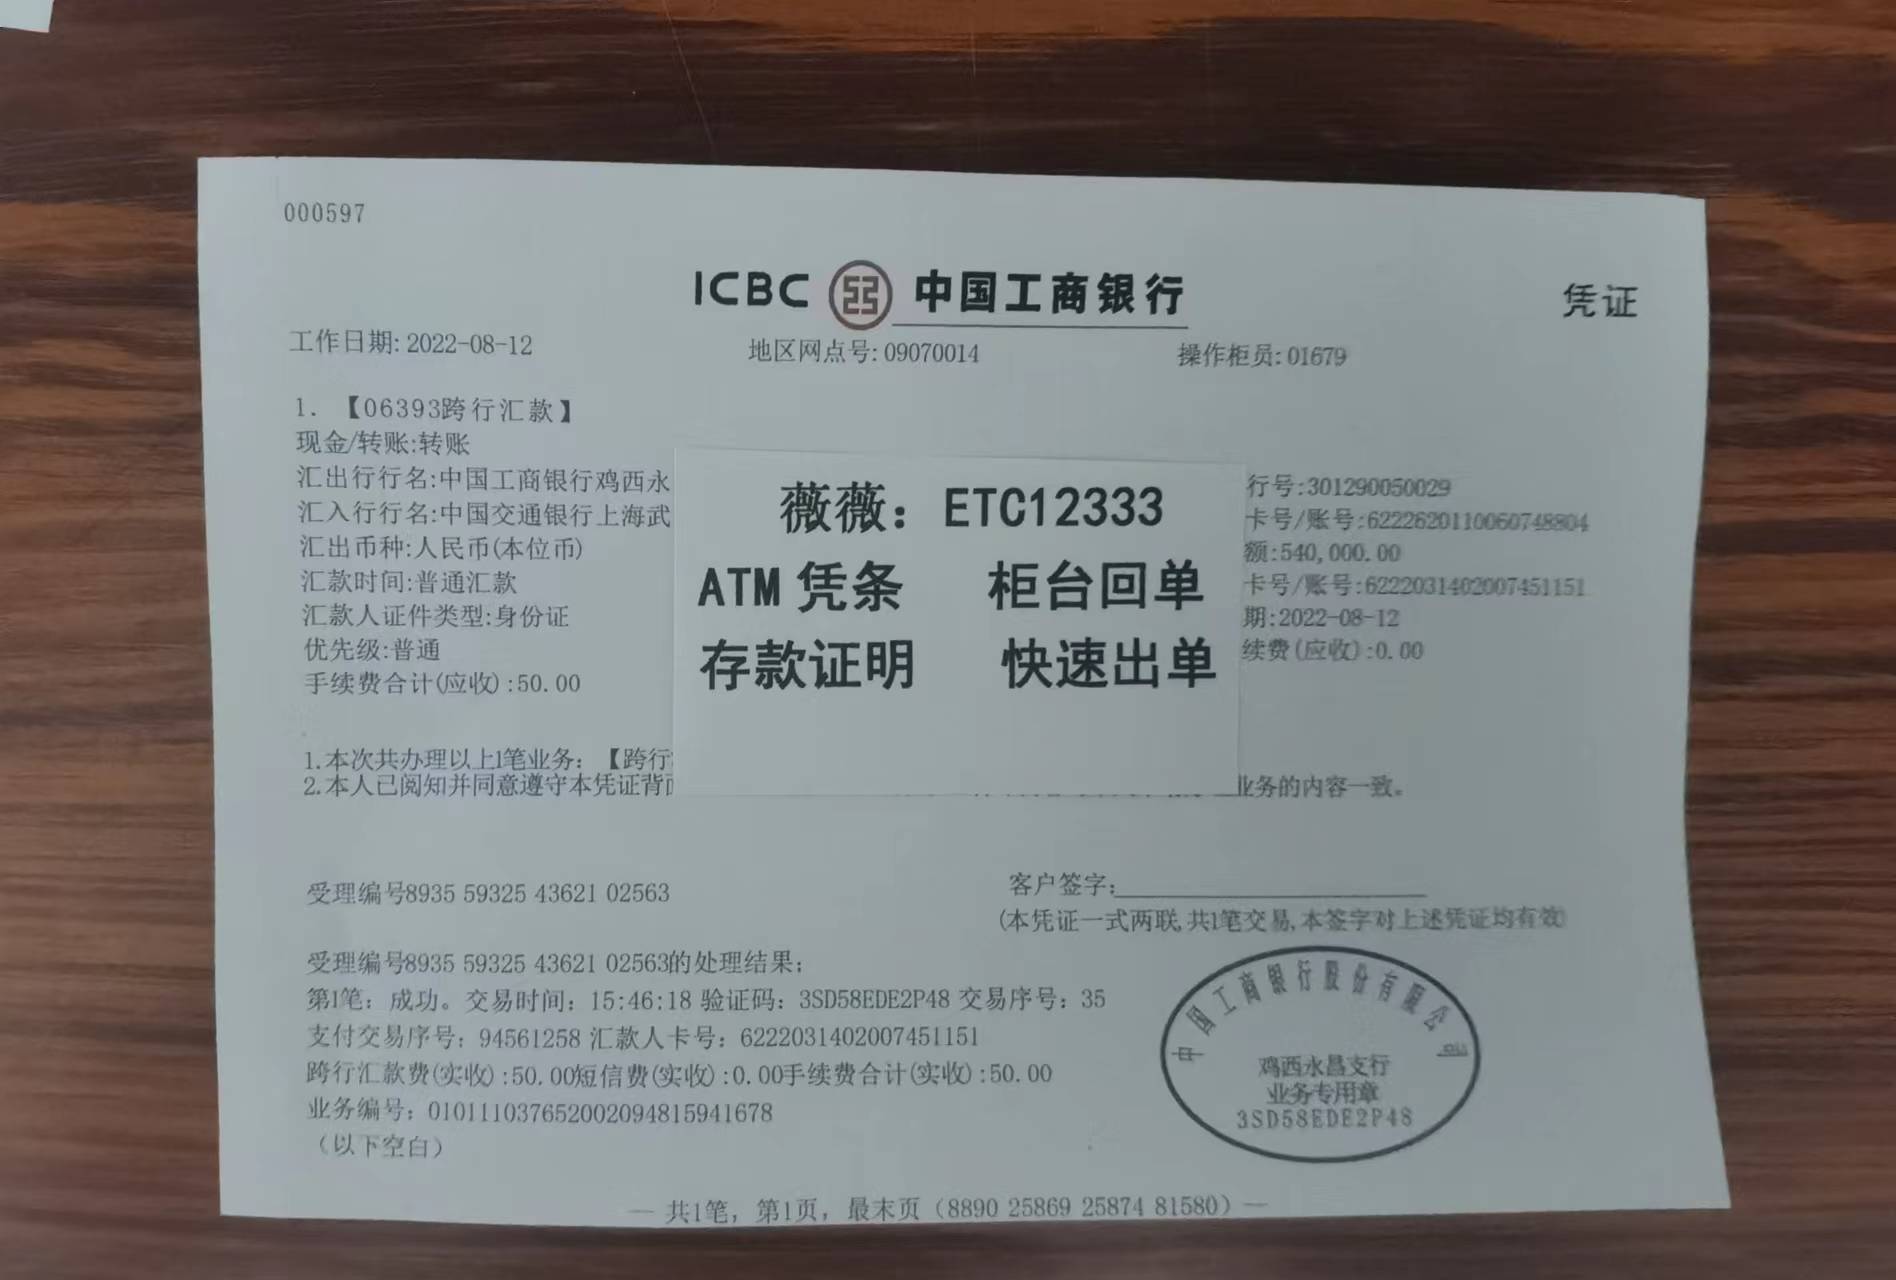 000597
ICBC 中国工商银行
凭证
工作日期:2022-08-12 地区网点号:09070014 操作柜员:01679
1.【06393跨行汇款】
现金/转账:转账
汇出行行名:中国工商银行鸡西永 行号:301290050029
汇入行行名:中国交通银行上海武 卡号/账号:6222620110060748804
汇出币种:人民币(本位币) 额:540,000.00
汇款时间:普通汇款 卡号/账号:6222031402007451151
汇款人证件类型:身份证 期:2022-08-12
优先级:普通 续费(应收):0.00
手续费合计(应收):50.00
薇薇：ETC12333
ATM 凭条 柜台回单
存款证明 快速出单
1.本次共办理以上1笔业务：【跨行
2.本人已阅知并同意遵守本凭证背 业务的内容一致。
受理编号8935 59325 43621 02563
客户签字:
(本凭证一式两联,共1笔交易,本签字对上述凭证均有效)
受理编号8935 59325 43621 02563的处理结果;
第1笔：成功。交易时间：15:46:18 验证码：3SD58EDE2P48 交易序号：35
支付交易序号：94561258 汇款人卡号：6222031402007451151
跨行汇款费(实收):50.00短信费(实收):0.00手续费合计(实收):50.00
业务编号：010111037652002094815941678
（以下空白）
中国工商银行股份有限公司
鸡西永昌支行
业务专用章
3SD58EDE2P48
— 共1笔，第1页，最末页（8890 25869 25874 81580）—